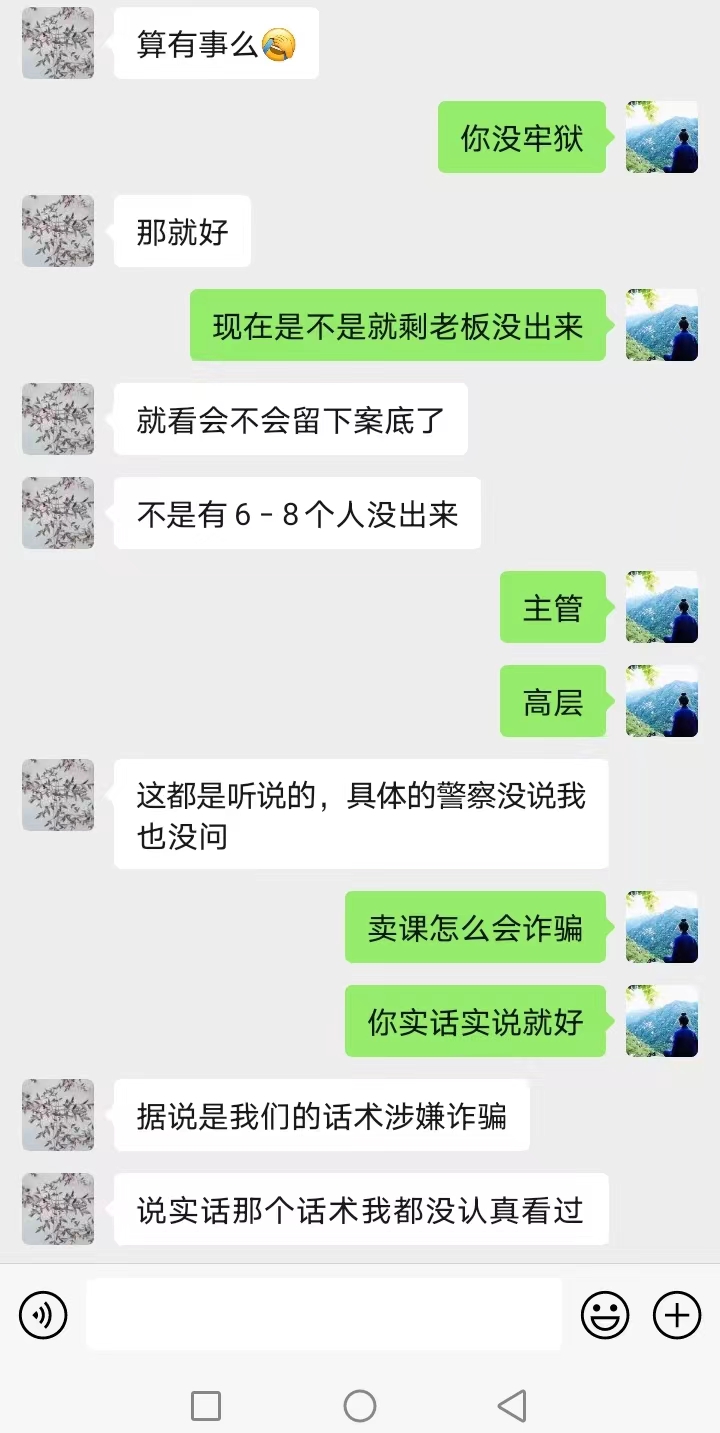 算有事么🤦
你没牢狱
那就好
现在是不是就剩老板没出来
就看会不会留下案底了
不是有6-8个人没出来
主管
高层
这都是听说的，具体的警察没说我
也没问
卖课怎么会诈骗
你实话实说就好
据说是我们的话术涉嫌诈骗
说实话那个话术我都没认真看过